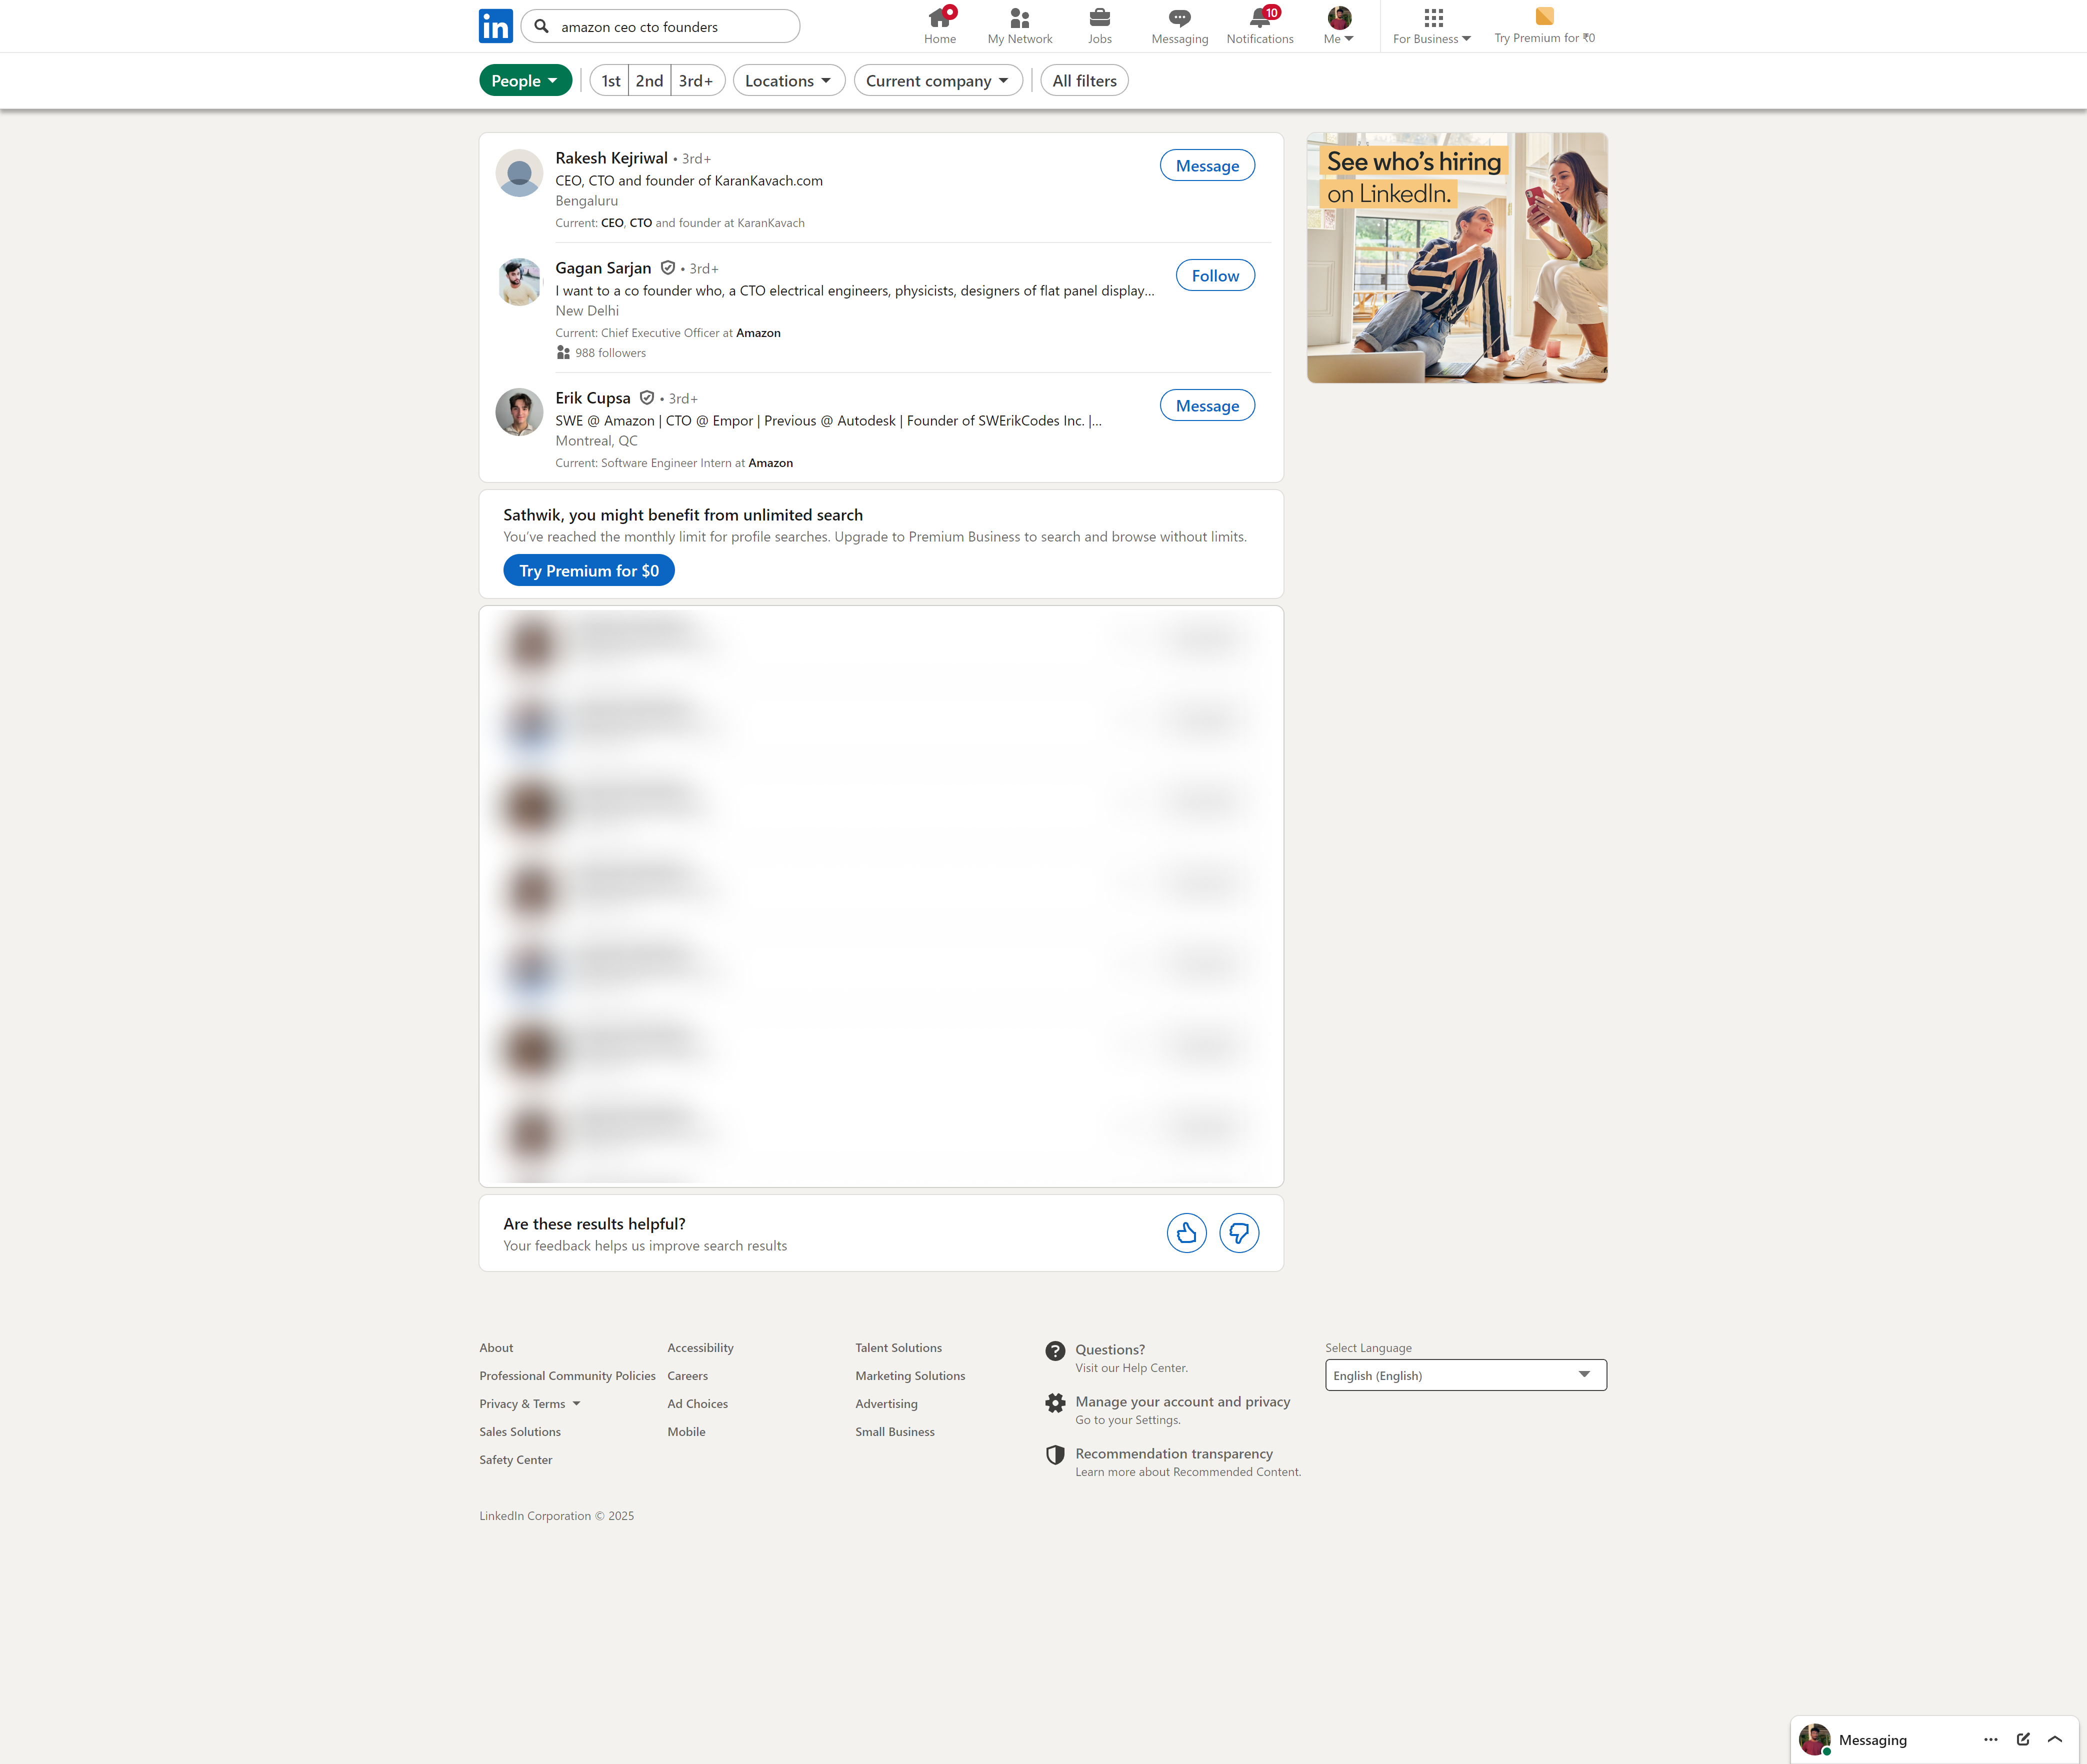 in
amazon ceo cto founders
Home
My Network
Jobs
Messaging
10
Notifications
Me
For Business
Try Premium for ₹0
People
1st
2nd
3rd+
Locations
Current company
All filters
Rakesh Kejriwal • 3rd+
CEO, CTO and founder of KaranKavach.com
Bengaluru
Current: CEO, CTO and founder at KaranKavach
Message
Gagan Sarjan • 3rd+
I want to a co founder who, a CTO electrical engineers, physicists, designers of flat panel display...
New Delhi
Current: Chief Executive Officer at Amazon
988 followers
Follow
Erik Cupsa • 3rd+
SWE @ Amazon | CTO @ Empor | Previous @ Autodesk | Founder of SWErikCodes Inc. |...
Montreal, QC
Current: Software Engineer Intern at Amazon
Message
See who's hiring
on LinkedIn.
Sathwik, you might benefit from unlimited search
You've reached the monthly limit for profile searches. Upgrade to Premium Business to search and browse without limits.
Try Premium for $0
Are these results helpful?
Your feedback helps us improve search results
About
Professional Community Policies
Privacy & Terms
Sales Solutions
Safety Center
Accessibility
Careers
Ad Choices
Mobile
Talent Solutions
Marketing Solutions
Advertising
Small Business
Questions?
Visit our Help Center.
Manage your account and privacy
Go to your Settings.
Recommendation transparency
Learn more about Recommended Content.
Select Language
English (English)
LinkedIn Corporation © 2025
Messaging